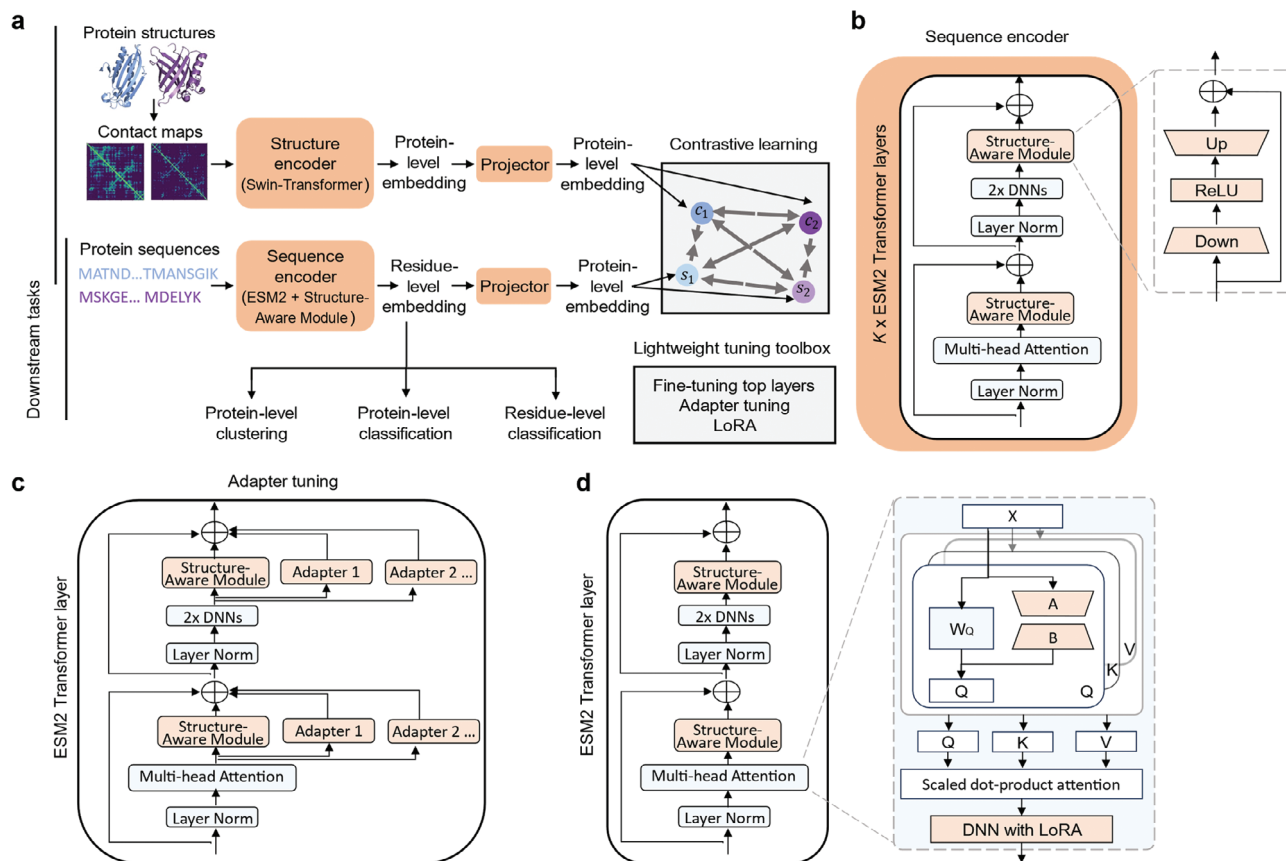 a
Protein structures
Contact maps
Structure
encoder
(Swin-Transformer)
Protein-
level
embedding
Projector
Protein-
level
embedding
Contrastive learning
c1
c2
s1
s2
Downstream tasks
Protein sequences
MATND...TMANSGIK
MSKGE... MDELYK
Sequence
encoder
(ESM2 + Structure-
Aware Module)
Residue-
level
embedding
Projector
Protein-
level
embedding
Protein-level
clustering
Protein-level
classification
Residue-level
classification
Lightweight tuning toolbox
Fine-tuning top layers
Adapter tuning
LoRA
b
Sequence encoder
K x ESM2 Transformer layers
Structure-
Aware Module
2x DNNs
Layer Norm
Structure-
Aware Module
Multi-head Attention
Layer Norm
Up
ReLU
Down
c
Adapter tuning
ESM2 Transformer layer
Structure-
Aware Module
Adapter 1
Adapter 2 ...
2x DNNs
Layer Norm
Structure-
Aware Module
Adapter 1
Adapter 2 ...
Multi-head Attention
Layer Norm
d
ESM2 Transformer layer
Structure-
Aware Module
2x DNNs
Layer Norm
Structure-
Aware Module
Multi-head Attention
Layer Norm
X
A
WQ
B
V
K
Q
Q
Q
K
V
Scaled dot-product attention
DNN with LoRA